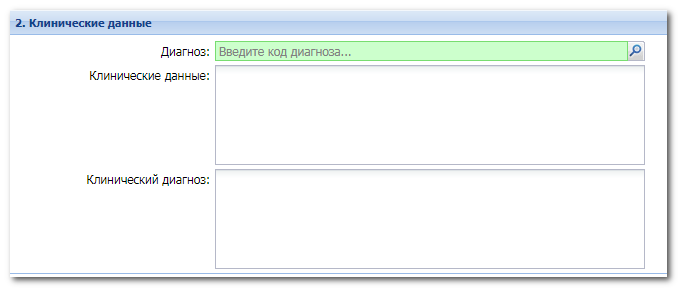 2. Клинические данные
Диагноз: Введите код диагноза...
Клинические данные:
Клинический диагноз: